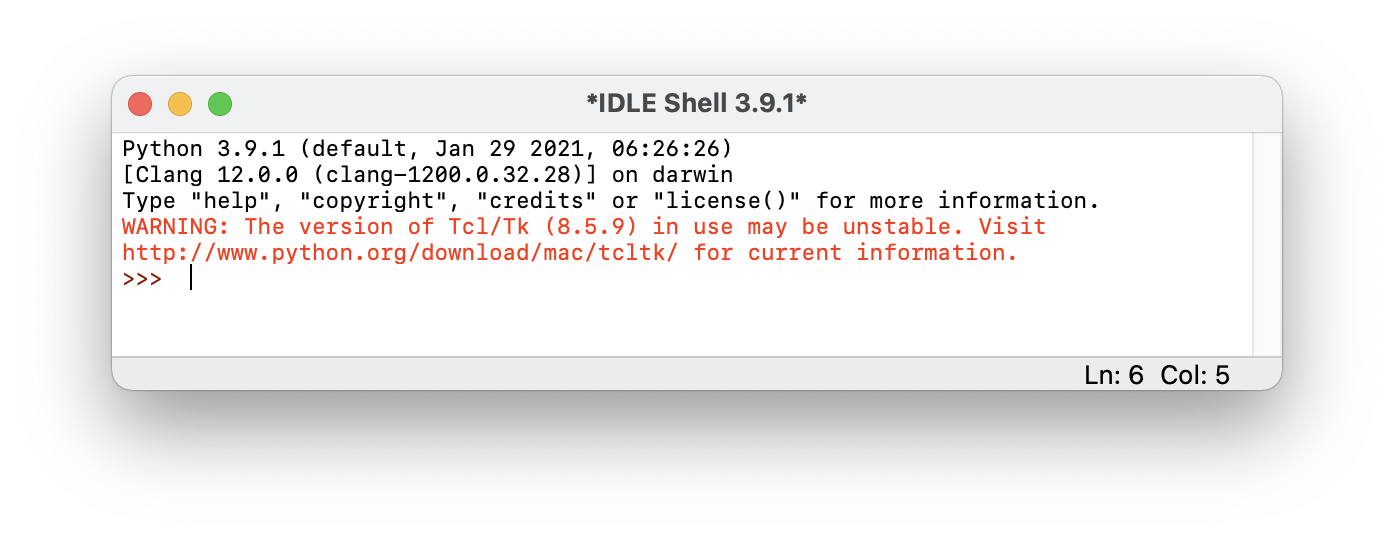 *IDLE Shell 3.9.1*
Python 3.9.1 (default, Jan 29 2021, 06:26:26)
[Clang 12.0.0 (clang-1200.0.32.28)] on darwin
Type "help", "copyright", "credits" or "license()" for more information.
WARNING: The version of Tcl/Tk (8.5.9) in use may be unstable. Visit
http://www.python.org/download/mac/tcltk/ for current information.
>>>
Ln: 6 Col: 5